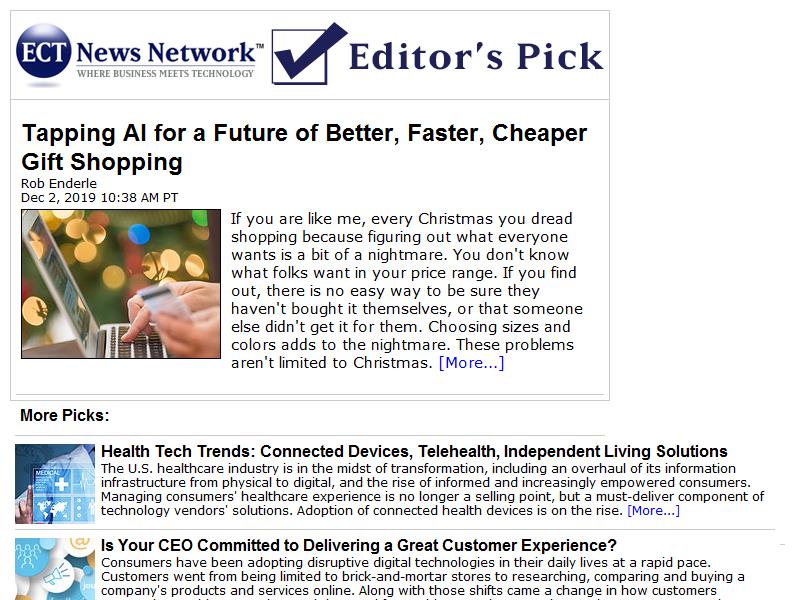 ECT News Network™
WHERE BUSINESS MEETS TECHNOLOGY
Editor's Pick
Tapping AI for a Future of Better, Faster, Cheaper
Gift Shopping
Rob Enderle
Dec 2, 2019 10:38 AM PT
If you are like me, every Christmas you dread
shopping because figuring out what everyone
wants is a bit of a nightmare. You don't know
what folks want in your price range. If you find
out, there is no easy way to be sure they
haven't bought it themselves, or that someone
else didn't get it for them. Choosing sizes and
colors adds to the nightmare. These problems
aren't limited to Christmas. [More...]
More Picks:
MEDICAL
Health Tech Trends: Connected Devices, Telehealth, Independent Living Solutions
The U.S. healthcare industry is in the midst of transformation, including an overhaul of its information
infrastructure from physical to digital, and the rise of informed and increasingly empowered consumers.
Managing consumers' healthcare experience is no longer a selling point, but a must-deliver component of
technology vendors' solutions. Adoption of connected health devices is on the rise. [More...]
Is Your CEO Committed to Delivering a Great Customer Experience?
Consumers have been adopting disruptive digital technologies in their daily lives at a rapid pace.
Customers went from being limited to brick-and-mortar stores to researching, comparing and buying a
company's products and services online. Along with those shifts came a change in how customers